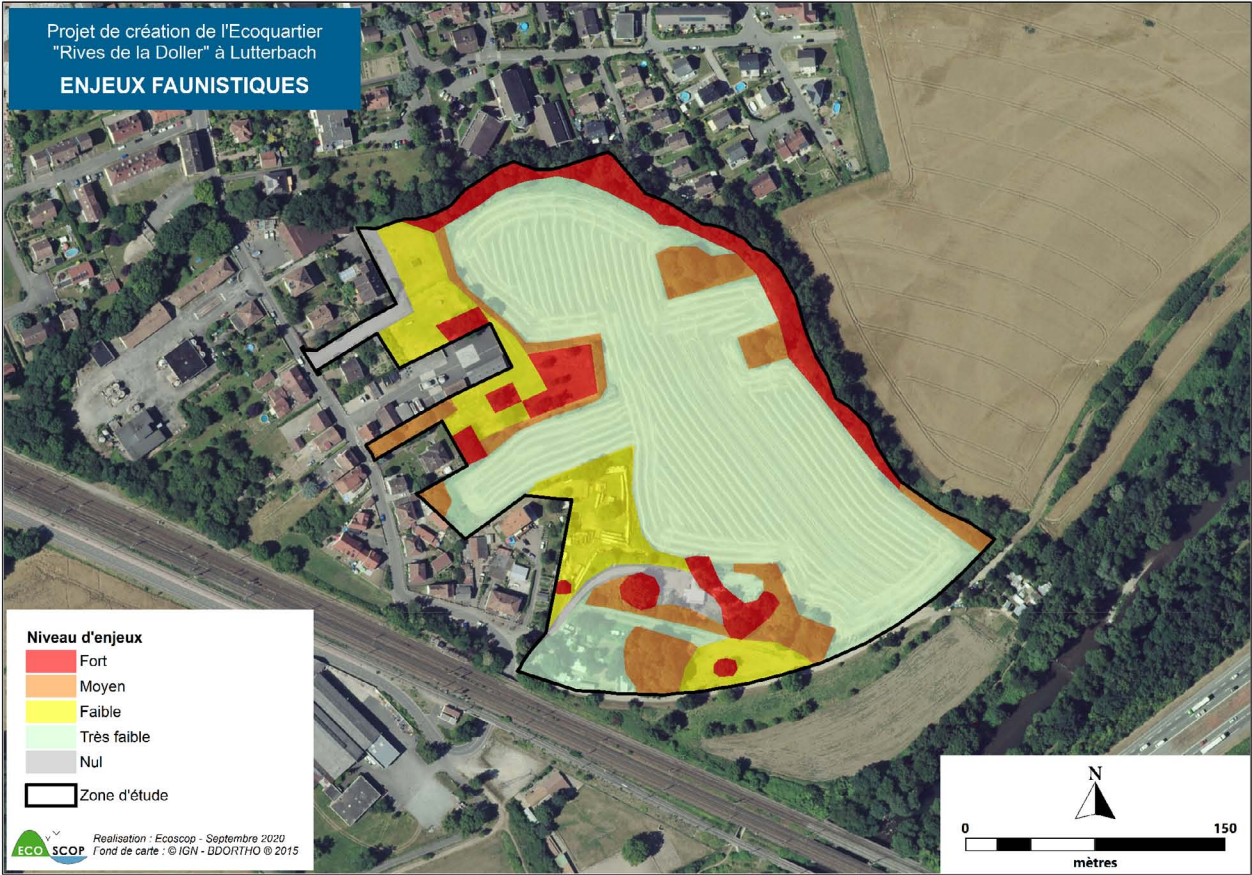 Projet de création de l'Ecoquartier
"Rives de la Doller" à Lutterbach
ENJEUX FAUNISTIQUES
Niveau d'enjeux
Fort
Moyen
Faible
Très faible
Nul
Zone d'étude
ECO SCOP
Realisation : Ecoscop - Septembre 2020
Fond de carte : © IGN - BDORTHO ® 2015
N
0 150
mètres